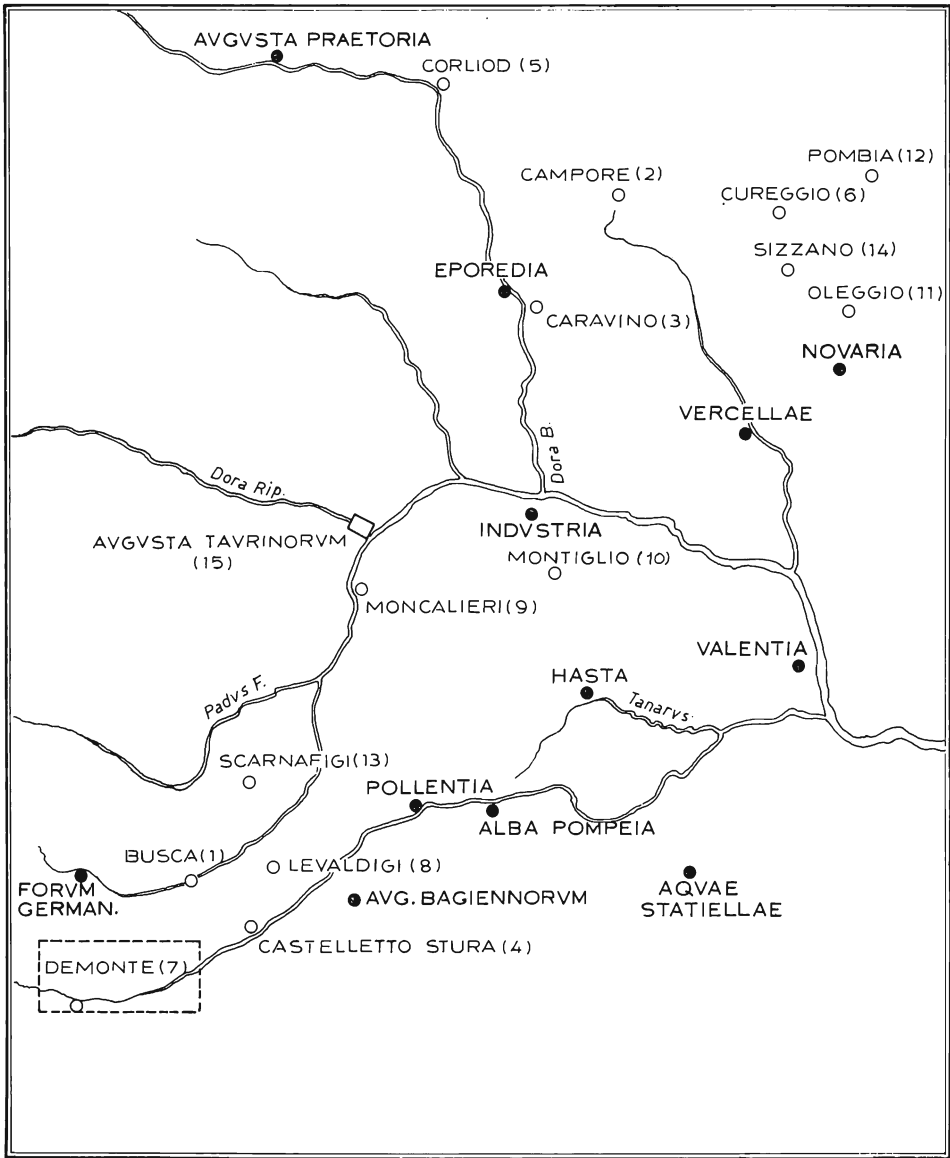 AVGVSTA PRAETORIA
CORLIOD (5)
POMBIA (12)
CAMPORE (2)
CUREGGIO (6)
SIZZANO (14)
EPOREDIA
OLEGGIO (11)
CARAVINO (3)
NOVARIA
VERCELLAE
Dora B.
Dora Rip.
INDVSTRIA
AVGVSTA TAVRINORVM
(15)
MONTIGLIO (10)
MONCALIERI (9)
VALENTIA
HASTA
Padvs F.
Tanarvs
SCARNAFIGI (13)
POLLENTIA
ALBA POMPEIA
BUSCA (1)
LEVALDIGI (8)
FORVM
GERMAN.
AVG. BAGIENNORVM
AQVAE
STATIELLAE
CASTELLETTO STURA (4)
DEMONTE (7)